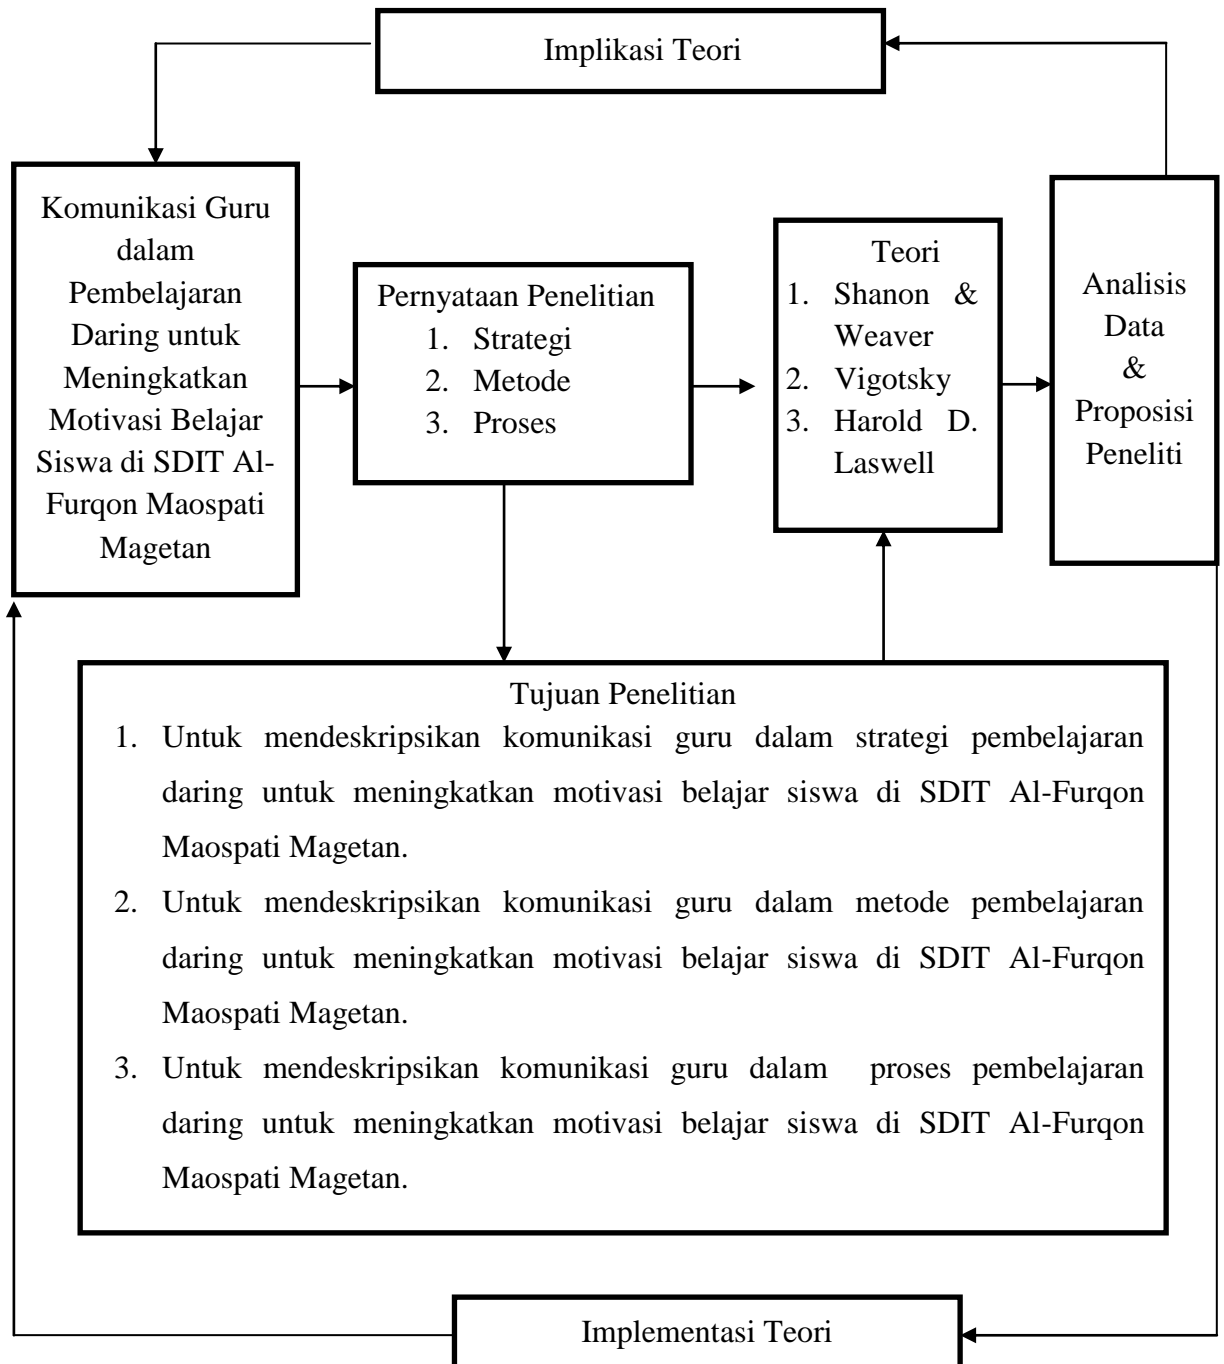 Implikasi Teori
Komunikasi Guru
dalam
Pembelajaran
Daring untuk
Meningkatkan
Motivasi Belajar
Siswa di SDIT Al-
Furqon Maospati
Magetan
Pernyataan Penelitian
1. Strategi
2. Metode
3. Proses
Teori
1. Shanon &
Weaver
2. Vigotsky
3. Harold D.
Laswell
Analisis
Data
&
Proposisi
Peneliti
Tujuan Penelitian
1. Untuk mendeskripsikan komunikasi guru dalam strategi pembelajaran
daring untuk meningkatkan motivasi belajar siswa di SDIT Al-Furqon
Maospati Magetan.
2. Untuk mendeskripsikan komunikasi guru dalam metode pembelajaran
daring untuk meningkatkan motivasi belajar siswa di SDIT Al-Furqon
Maospati Magetan.
3. Untuk mendeskripsikan komunikasi guru dalam proses pembelajaran
daring untuk meningkatkan motivasi belajar siswa di SDIT Al-Furqon
Maospati Magetan.
Implementasi Teori